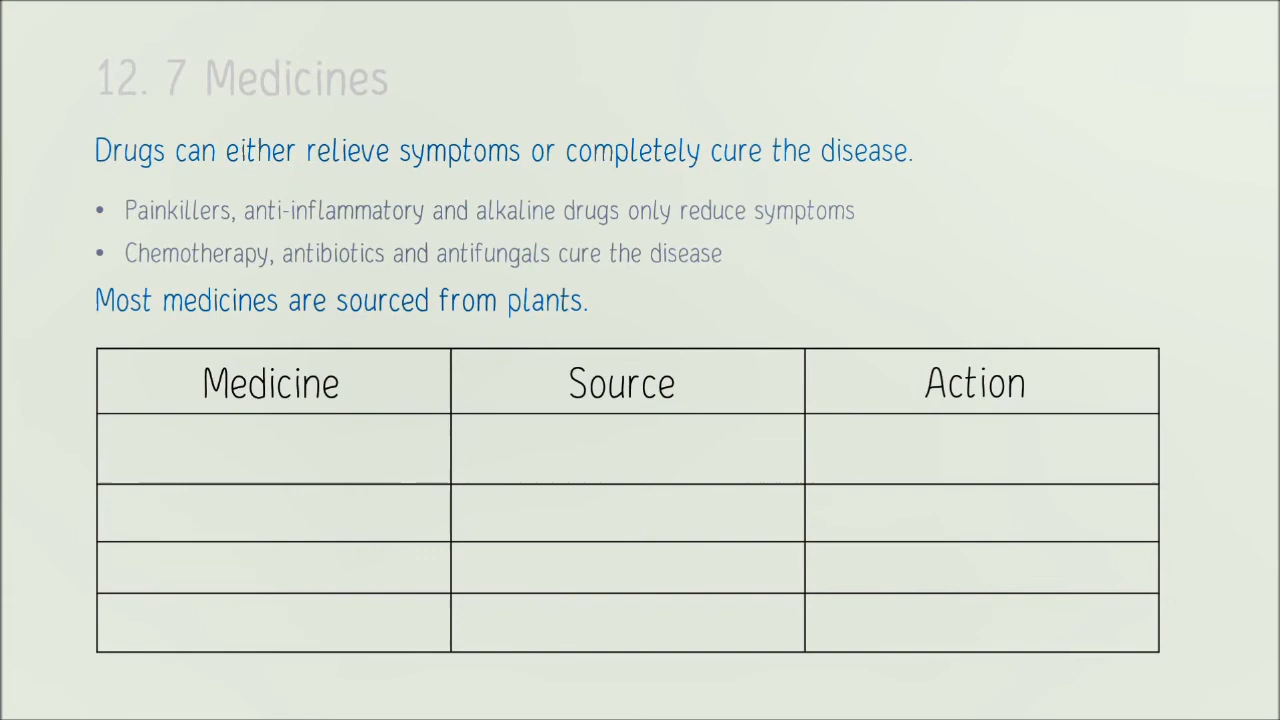 12. 7 Medicines
Drugs can either relieve symptoms or completely cure the disease.
• Painkillers, anti-inflammatory and alkaline drugs only reduce symptoms
• Chemotherapy, antibiotics and antifungals cure the disease
Most medicines are sourced from plants.
Medicine Source Action